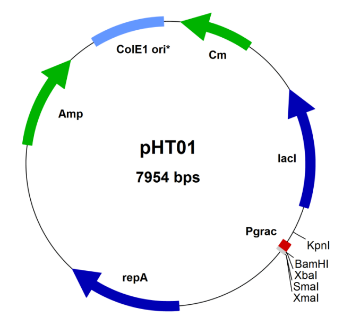 ColE1 ori*
Cm
Amp
pHT01
7954 bps
lacI
Pgrac
KpnI
BamHI
XbaI
SmaI
XmaI
repA